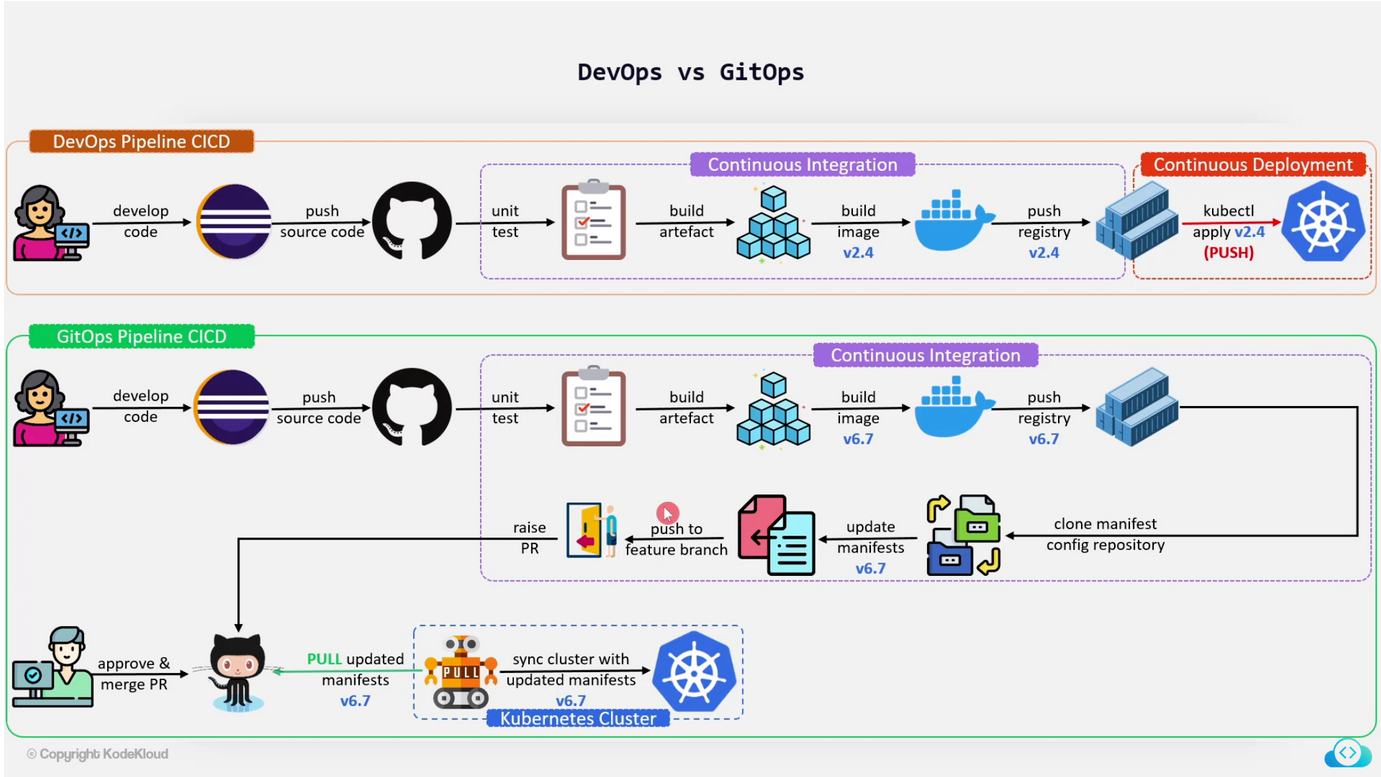 DevOps vs GitOps
DevOps Pipeline CICD
Continuous Integration
Continuous Deployment
develop
code
push
source code
unit
test
build
artefact
build
image
v2.4
push
registry
v2.4
kubectl
apply v2.4
(PUSH)
GitOps Pipeline CICD
Continuous Integration
develop
code
push
source code
unit
test
build
artefact
build
image
v6.7
push
registry
v6.7
clone manifest
config repository
update
manifests
v6.7
push to
feature branch
raise
PR
approve &
merge PR
PULL updated
manifests
v6.7
PULL
sync cluster with
updated manifests
v6.7
Kubernetes Cluster
© Copyright KodeKloud